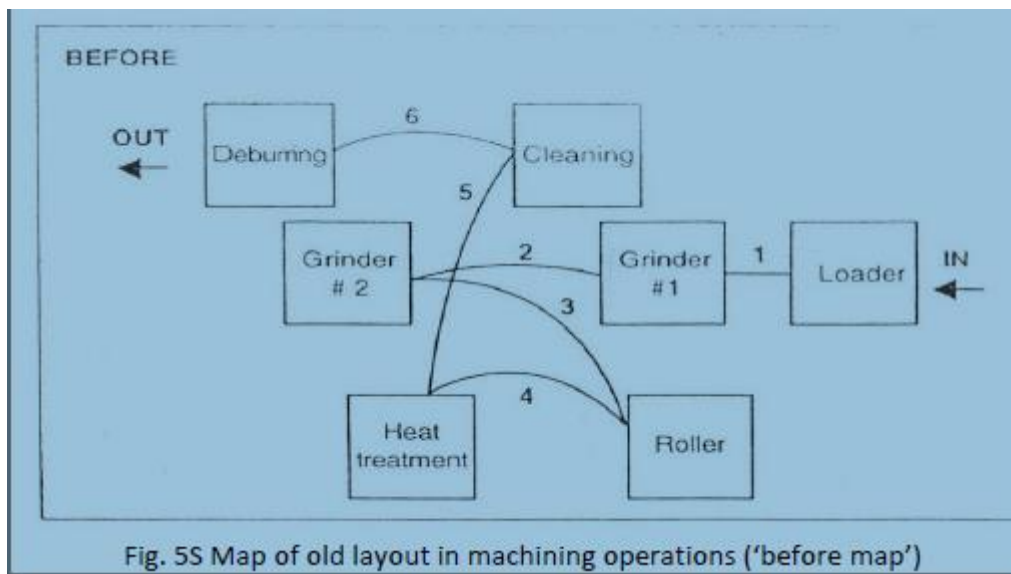 BEFORE
6
OUT
Deburring
Cleaning
5
Grinder
# 2
2
Grinder
#1
1
Loader
IN
3
4
Heat
treatment
Roller
Fig. 5S Map of old layout in machining operations (‘before map’)